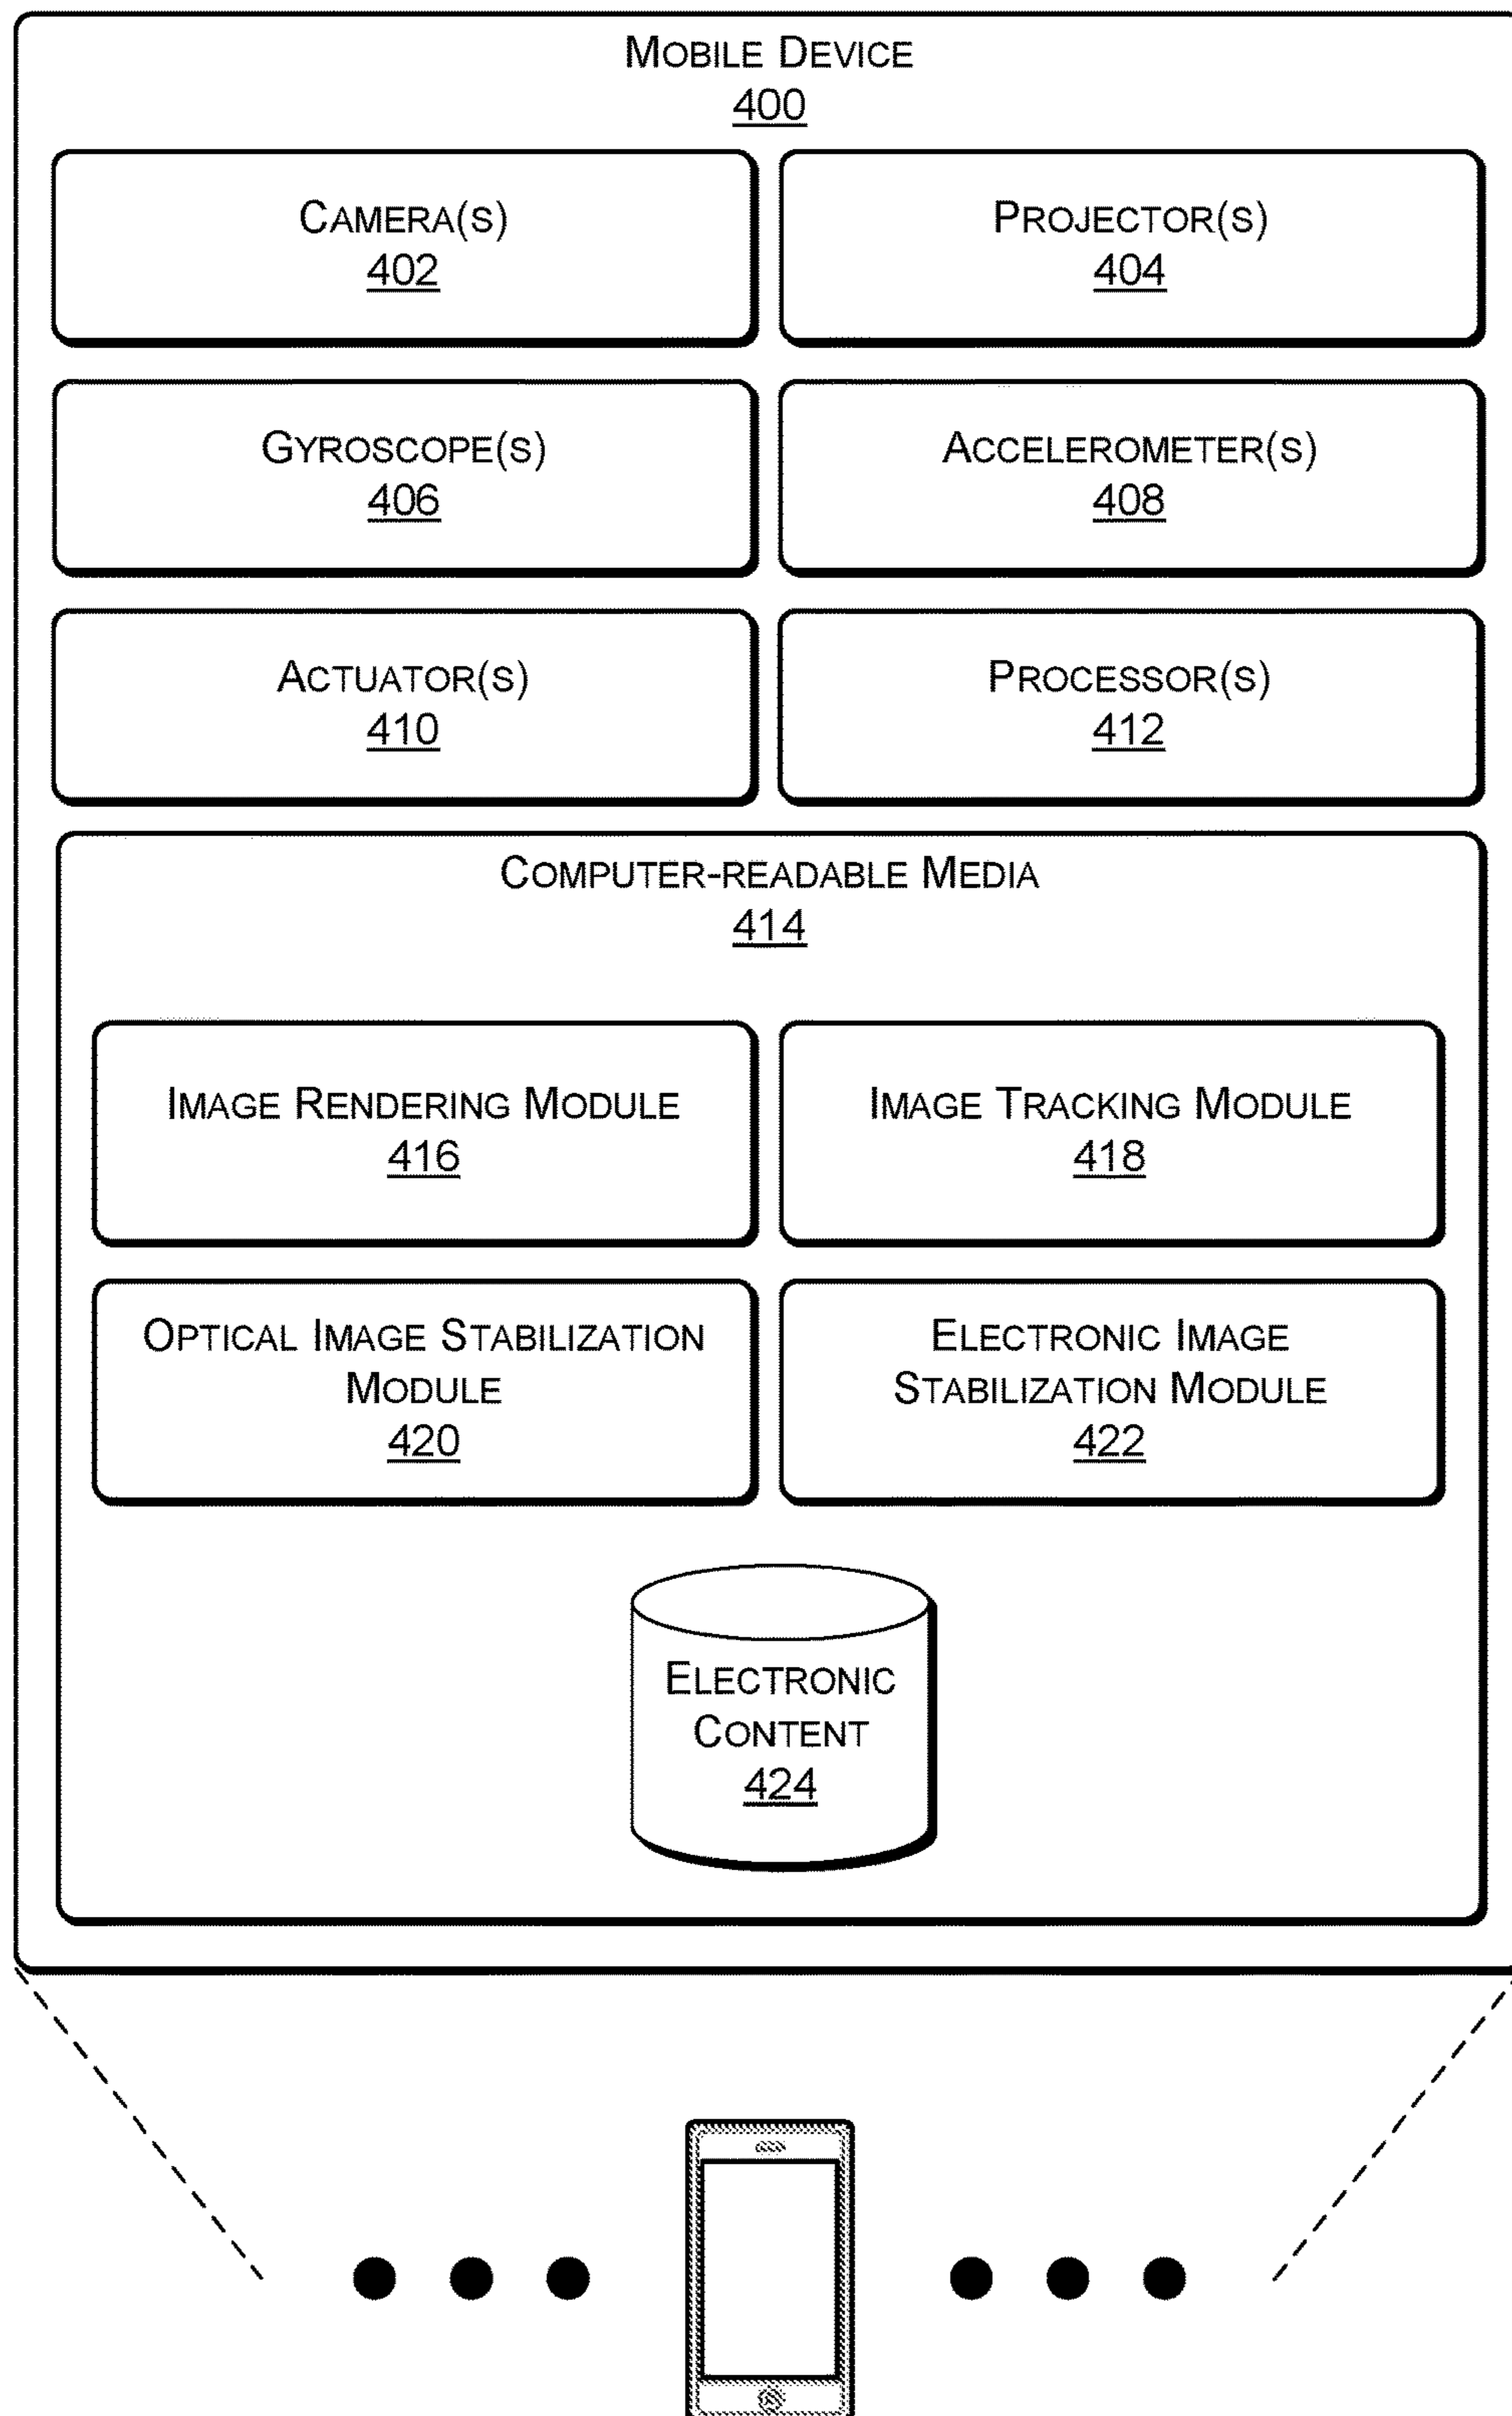 MOBILE DEVICE
400
CAMERA(S)
402
PROJECTOR(S)
404
GYROSCOPE(S)
406
ACCELEROMETER(S)
408
ACTUATOR(S)
410
PROCESSOR(S)
412
COMPUTER-READABLE MEDIA
414
IMAGE RENDERING MODULE
416
IMAGE TRACKING MODULE
418
OPTICAL IMAGE STABILIZATION
MODULE
420
ELECTRONIC IMAGE
STABILIZATION MODULE
422
ELECTRONIC
CONTENT
424